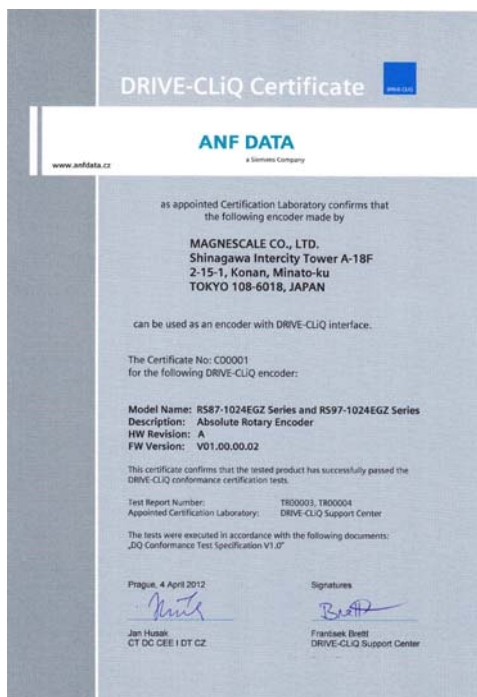 DRIVE-CLiQ Certificate
DRIVE-CLiQ
ANF DATA
a Siemens Company
www.anfdata.cz
as appointed Certification Laboratory confirms that
the following encoder made by
MAGNESCALE CO., LTD.
Shinagawa Intercity Tower A-18F
2-15-1, Konan, Minato-ku
TOKYO 108-6018, JAPAN
can be used as an encoder with DRIVE-CLiQ interface.
The Certificate No: C00001
for the following DRIVE-CLiQ encoder:
Model Name: RS87-1024EGZ Series and RS97-1024EGZ Series
Description: Absolute Rotary Encoder
HW Revision: A
FW Version: V01.00.00.02
This certificate confirms that the tested product has successfully passed the
DRIVE-CLiQ conformance certification tests.
Test Report Number: TR00003, TR00004
Appointed Certification Laboratory: DRIVE-CLiQ Support Center
The tests were executed in accordance with the following documents:
„DQ Conformance Test Specification V1.0"
Prague, 4 April 2012 Signatures
Jan Husak Frantisek Brettl
CT DC CEE I DT CZ DRIVE-CLiQ Support Center